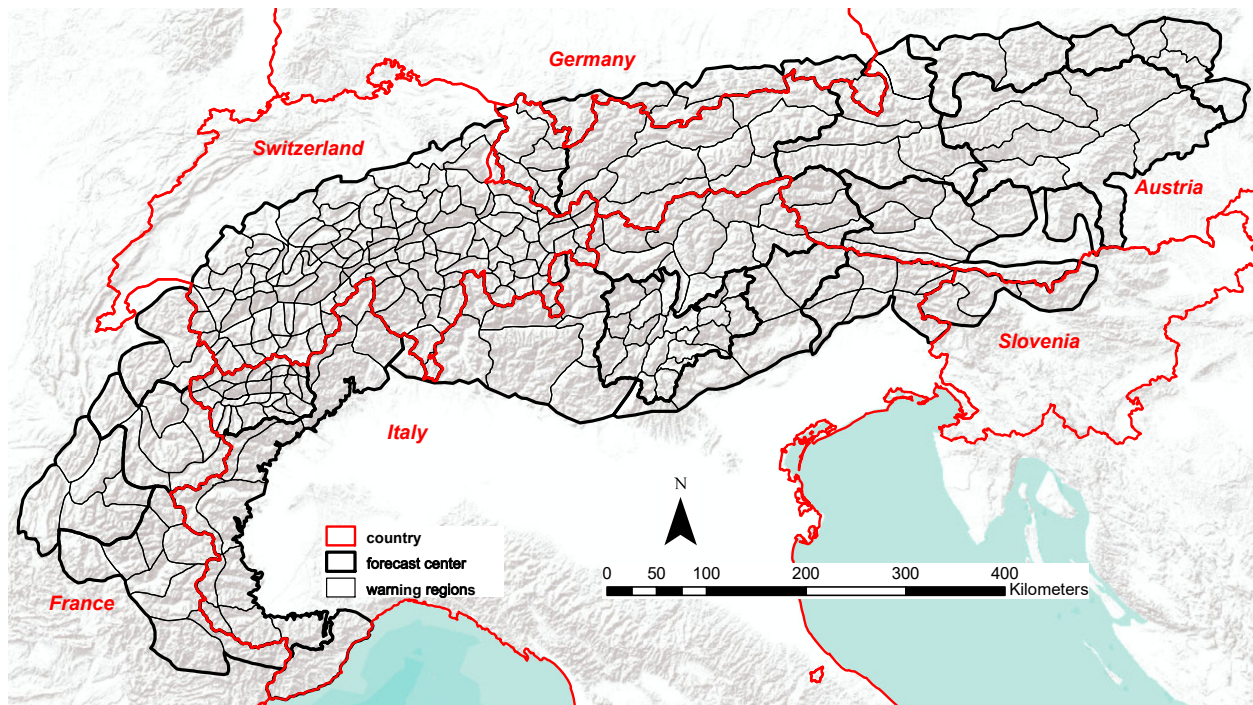 Germany
Switzerland
Austria
Slovenia
Italy
France
N
country
forecast center
warning regions
0 50 100 200 300 400
Kilometers